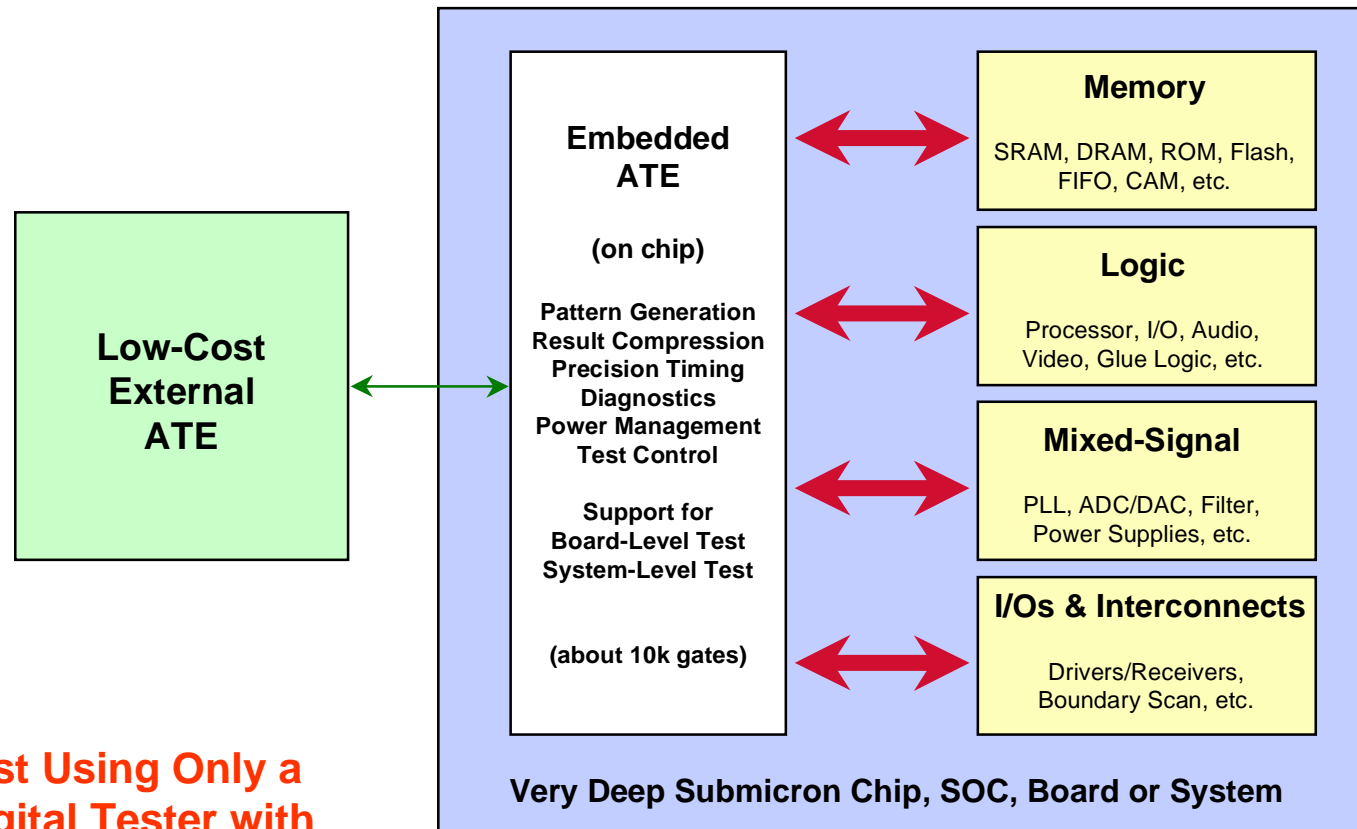 Low-Cost
External
ATE
Embedded
ATE
(on chip)
Pattern Generation
Result Compression
Precision Timing
Diagnostics
Power Management
Test Control
Support for
Board-Level Test
System-Level Test
(about 10k gates)
Memory
SRAM, DRAM, ROM, Flash,
FIFO, CAM, etc.
Logic
Processor, I/O, Audio,
Video, Glue Logic, etc.
Mixed-Signal
PLL, ADC/DAC, Filter,
Power Supplies, etc.
I/Os & Interconnects
Drivers/Receivers,
Boundary Scan, etc.
Very Deep Submicron Chip, SOC, Board or System
st Using Only a
gital Tester with